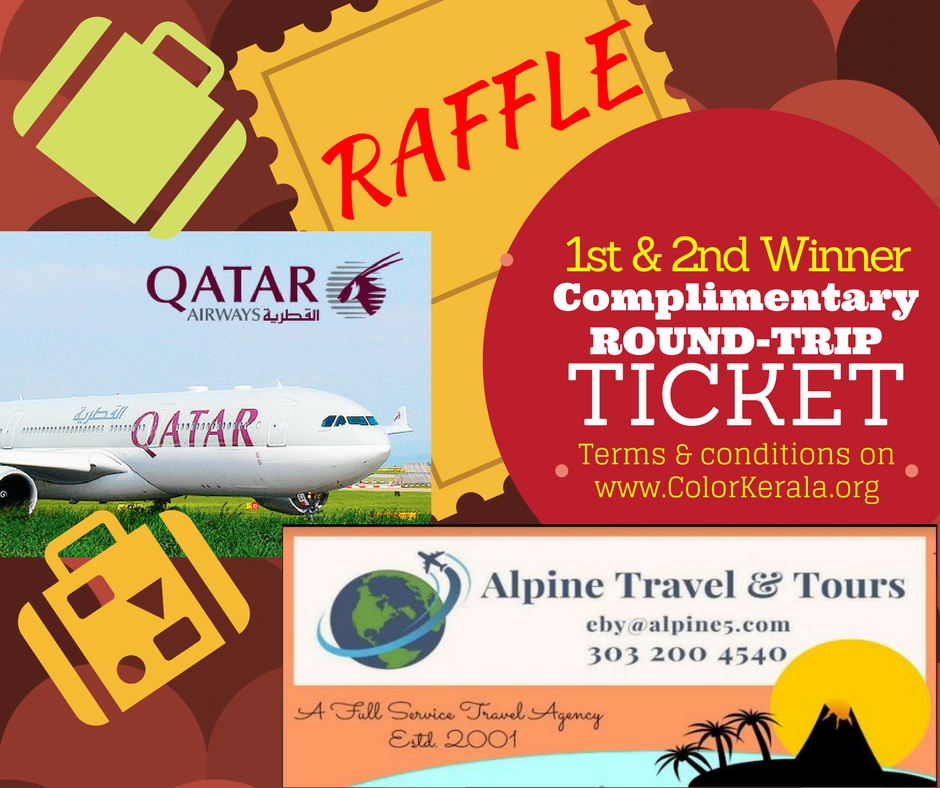 RAFFLE
QATAR
AIRWAYS القطرية
القطرية
QATAR
1st & 2nd Winner
Complimentary
ROUND-TRIP
TICKET
Terms & conditions on
www.ColorKerala.org
Alpine Travel & Tours
eby@alpine5.com
303 200 4540
A Full Service Travel Agency
Estd. 2001